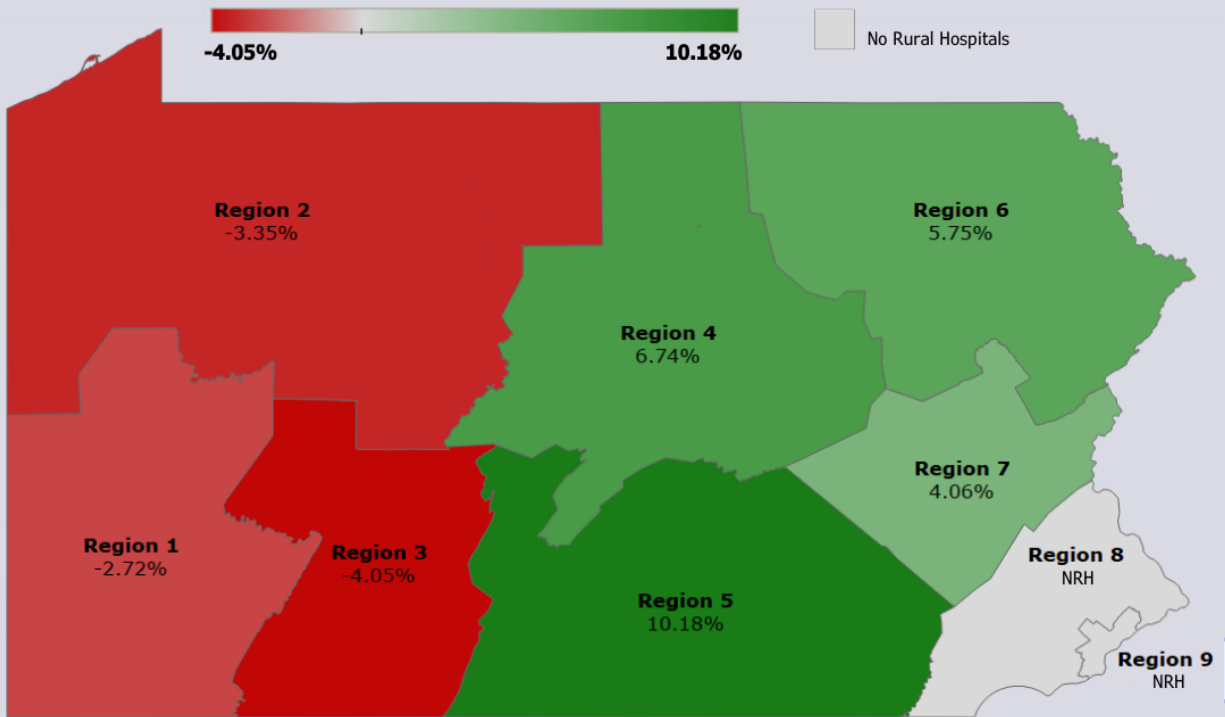 -4.05%
10.18%
No Rural Hospitals
Region 2
-3.35%
Region 6
5.75%
Region 4
6.74%
Region 7
4.06%
Region 1
-2.72%
Region 3
-4.05%
Region 8
NRH
Region 5
10.18%
Region 9
NRH